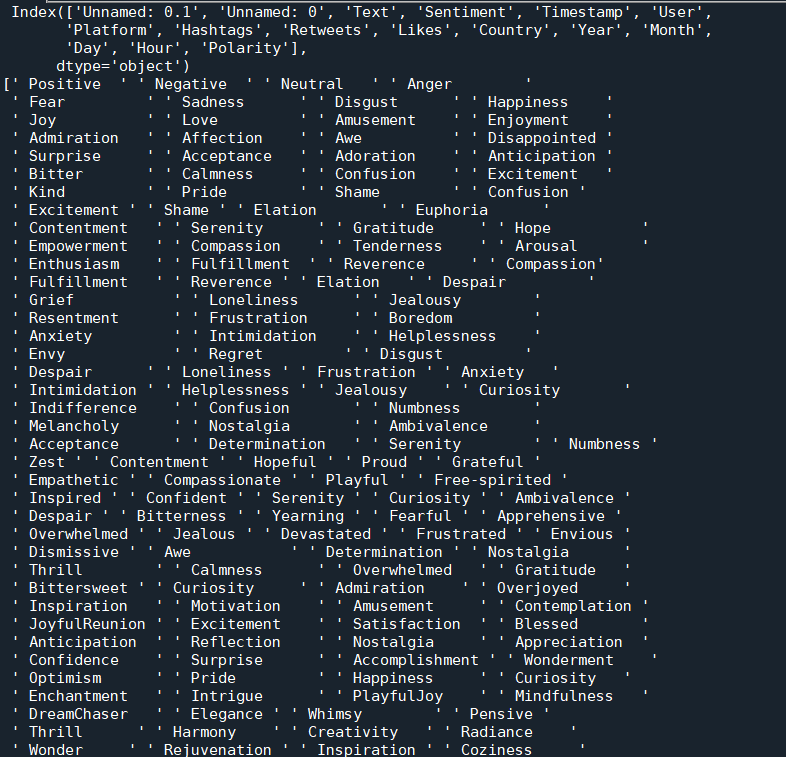 Index(['Unnamed: 0.1', 'Unnamed: 0', 'Text', 'Sentiment', 'Timestamp', 'User',
       'Platform', 'Hashtags', 'Retweets', 'Likes', 'Country', 'Year', 'Month',
       'Day', 'Hour', 'Polarity'],
      dtype='object')
[' Positive  ' ' Negative  ' ' Neutral   ' ' Anger        '
 ' Fear         ' ' Sadness      ' ' Disgust      ' ' Happiness    '
 ' Joy          ' ' Love         ' ' Amusement    ' ' Enjoyment    '
 ' Admiration   ' ' Affection    ' ' Awe          ' ' Disappointed '
 ' Surprise     ' ' Acceptance   ' ' Adoration    ' ' Anticipation '
 ' Bitter       ' ' Calmness     ' ' Confusion    ' ' Excitement   '
 ' Kind         ' ' Pride        ' ' Shame        ' ' Confusion '
 ' Excitement ' ' Shame ' ' Elation       ' ' Euphoria      '
 ' Contentment   ' ' Serenity      ' ' Gratitude     ' ' Hope          '
 ' Empowerment   ' ' Compassion    ' ' Tenderness    ' ' Arousal       '
 ' Enthusiasm    ' ' Fulfillment  ' ' Reverence     ' ' Compassion'
 ' Fulfillment   ' ' Reverence ' ' Elation   ' ' Despair         '
 ' Grief           ' ' Loneliness      ' ' Jealousy        '
 ' Resentment      ' ' Frustration     ' ' Boredom         '
 ' Anxiety         ' ' Intimidation    ' ' Helplessness    '
 ' Envy            ' ' Regret         ' ' Disgust         '
 ' Despair      ' ' Loneliness ' ' Frustration ' ' Anxiety   '
 ' Intimidation ' ' Helplessness ' ' Jealousy    ' ' Curiosity       '
 ' Indifference    ' ' Confusion       ' ' Numbness        '
 ' Melancholy      ' ' Nostalgia       ' ' Ambivalence     '
 ' Acceptance      ' ' Determination   ' ' Serenity        ' ' Numbness '
 ' Zest ' ' Contentment ' ' Hopeful ' ' Proud ' ' Grateful '
 ' Empathetic ' ' Compassionate ' ' Playful ' ' Free-spirited '
 ' Inspired ' ' Confident ' ' Serenity ' ' Curiosity ' ' Ambivalence '
 ' Despair ' ' Bitterness ' ' Yearning ' ' Fearful ' ' Apprehensive '
 ' Overwhelmed ' ' Jealous ' ' Devastated ' ' Frustrated ' ' Envious '
 ' Dismissive ' ' Awe           ' ' Determination ' ' Nostalgia      '
 ' Thrill        ' ' Calmness      ' ' Overwhelmed   ' ' Gratitude   '
 ' Bittersweet ' ' Curiosity     ' ' Admiration    ' ' Overjoyed     '
 ' Inspiration   ' ' Motivation    ' ' Amusement     ' ' Contemplation '
 ' JoyfulReunion ' ' Excitement    ' ' Satisfaction  ' ' Blessed       '
 ' Anticipation  ' ' Reflection    ' ' Nostalgia     ' ' Appreciation  '
 ' Confidence    ' ' Surprise      ' ' Accomplishment ' ' Wonderment    '
 ' Optimism      ' ' Pride         ' ' Happiness     ' ' Curiosity   '
 ' Enchantment   ' ' Intrigue      ' ' PlayfulJoy    ' ' Mindfulness   '
 ' DreamChaser   ' ' Elegance ' ' Whimsy        ' ' Pensive '
 ' Thrill      ' ' Harmony    ' ' Creativity    ' ' Radiance    '
 ' Wonder     ' ' Rejuvenation ' ' Inspiration ' ' Coziness     '